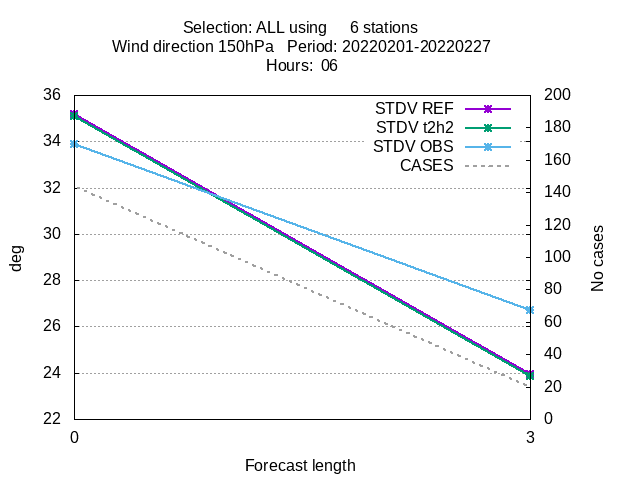 Selection: ALL using     6 stations
Wind direction 150hPa   Period: 20220201-20220227
Hours:  06
36
34
32
30
28
26
24
22
200
180
160
140
120
100
80
60
40
20
0
STDV REF
STDV t2h2
STDV OBS
CASES
deg
No cases
0
3
Forecast length